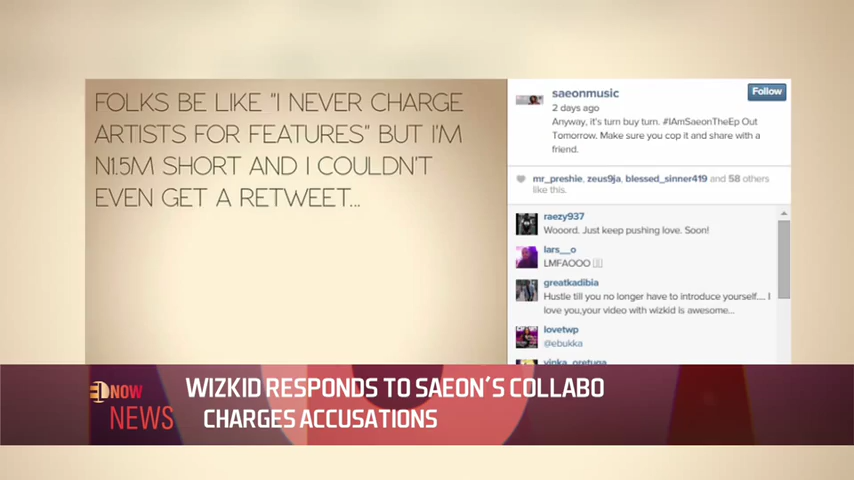 FOLKS BE LIKE "I NEVER CHARGE
ARTISTS FOR FEATURES" BUT I'M
N1.5M SHORT AND I COULDN'T
EVEN GET A RETWEET...
saeonmusic
Follow
2 days ago
Anyway, it's turn buy turn. #IAmSaeonTheEp Out
Tomorrow. Make sure you cop it and share with a
friend.
mr_preshie, zeus9ja, blessed_sinner419 and 58 others
like this.
raezy937
Wooord. Just keep pushing love. Soon!
lars__o
LMFAOOO
greatkadibia
Hustle till you no longer have to introduce yourself.... I
love you,your video with wizkid is awesome...
lovetwp
@ebukka
vinka_oretuga
NOW
NEWS
WIZKID RESPONDS TO SAEON'S COLLABO
CHARGES ACCUSATIONS